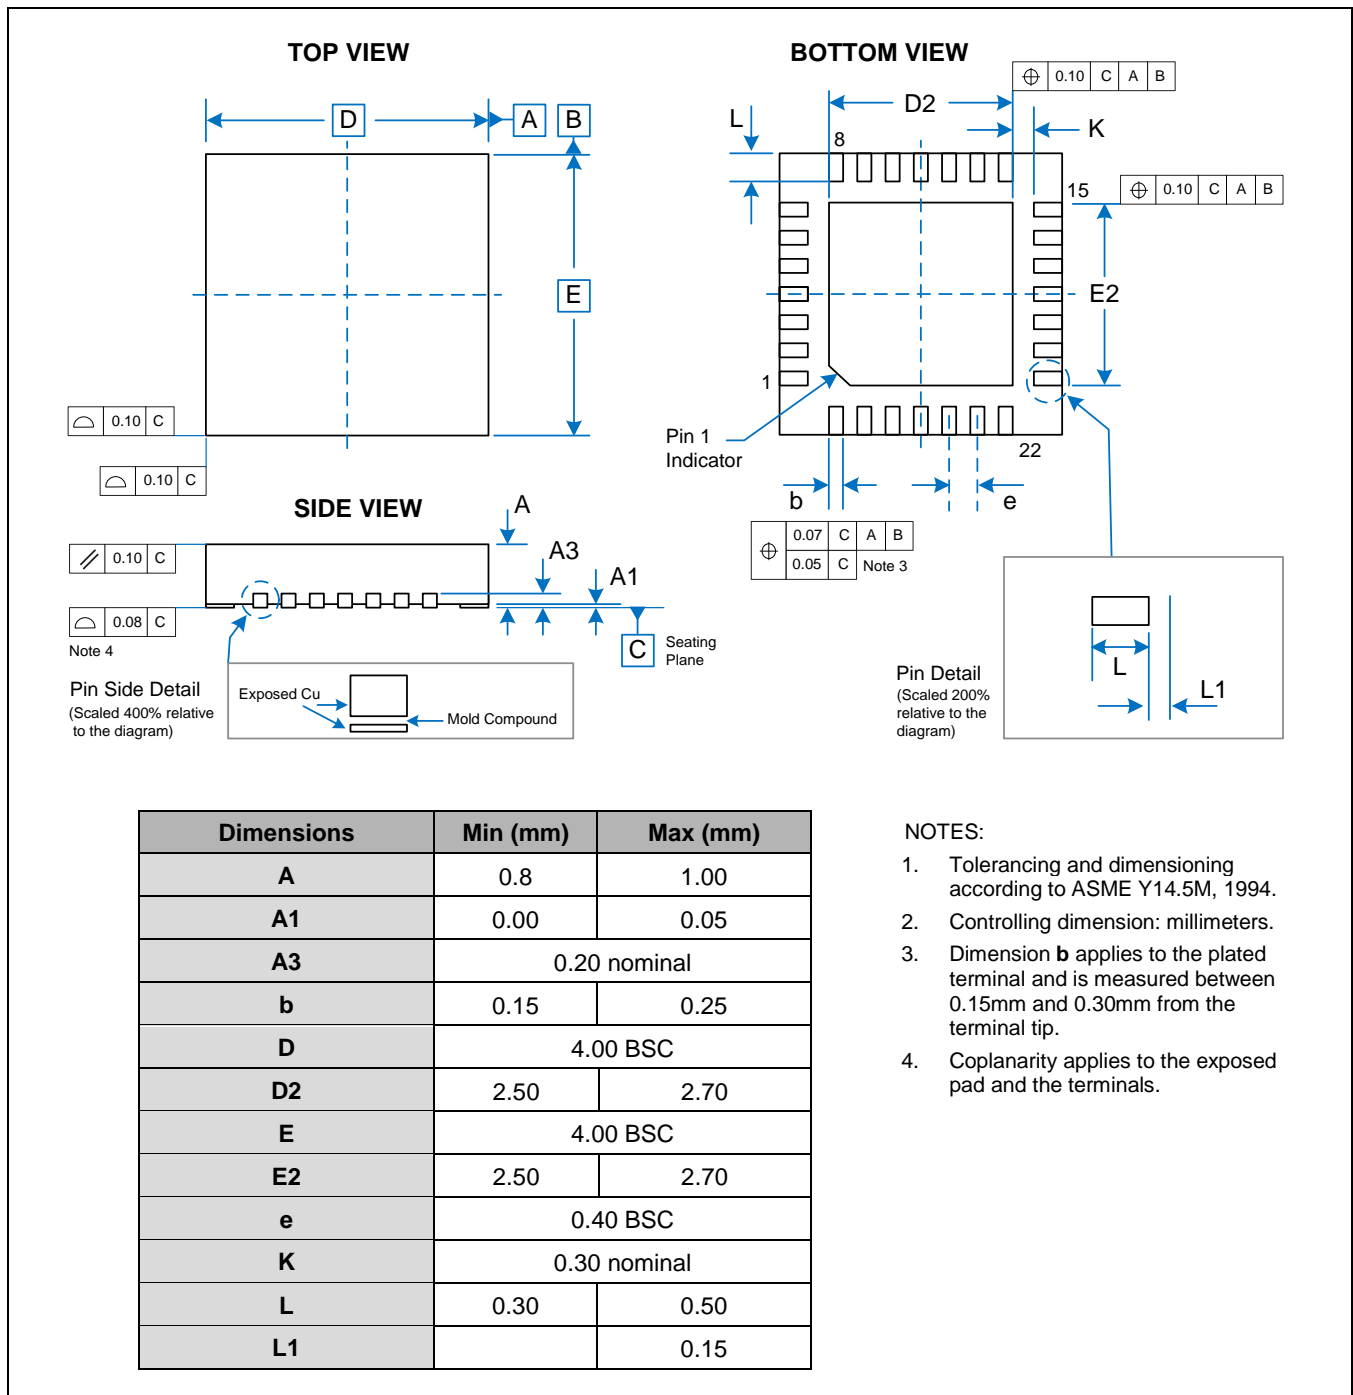 TOP VIEW
BOTTOM VIEW
⌖ 0.10 C A B
D A B
D2
L
K
8
15
⌖ 0.10 C A B
E
E2
1
⌓ 0.10 C
Pin 1
Indicator
22
⌓ 0.10 C
b
e
SIDE VIEW
A
⌖ 0.07 C A B
0.05 C Note 3
// 0.10 C
A3
A1
⌓ 0.08 C
Note 4
C
Seating
Plane
Pin Side Detail
(Scaled 400% relative
to the diagram)
Exposed Cu
Mold Compound
Pin Detail
(Scaled 200%
relative to the
diagram)
L
L1
Dimensions Min (mm) Max (mm)
A 0.8 1.00
A1 0.00 0.05
A3 0.20 nominal
b 0.15 0.25
D 4.00 BSC
D2 2.50 2.70
E 4.00 BSC
E2 2.50 2.70
e 0.40 BSC
K 0.30 nominal
L 0.30 0.50
L1 0.15
NOTES:
1. Tolerancing and dimensioning
according to ASME Y14.5M, 1994.
2. Controlling dimension: millimeters.
3. Dimension b applies to the plated
terminal and is measured between
0.15mm and 0.30mm from the
terminal tip.
4. Coplanarity applies to the exposed
pad and the terminals.